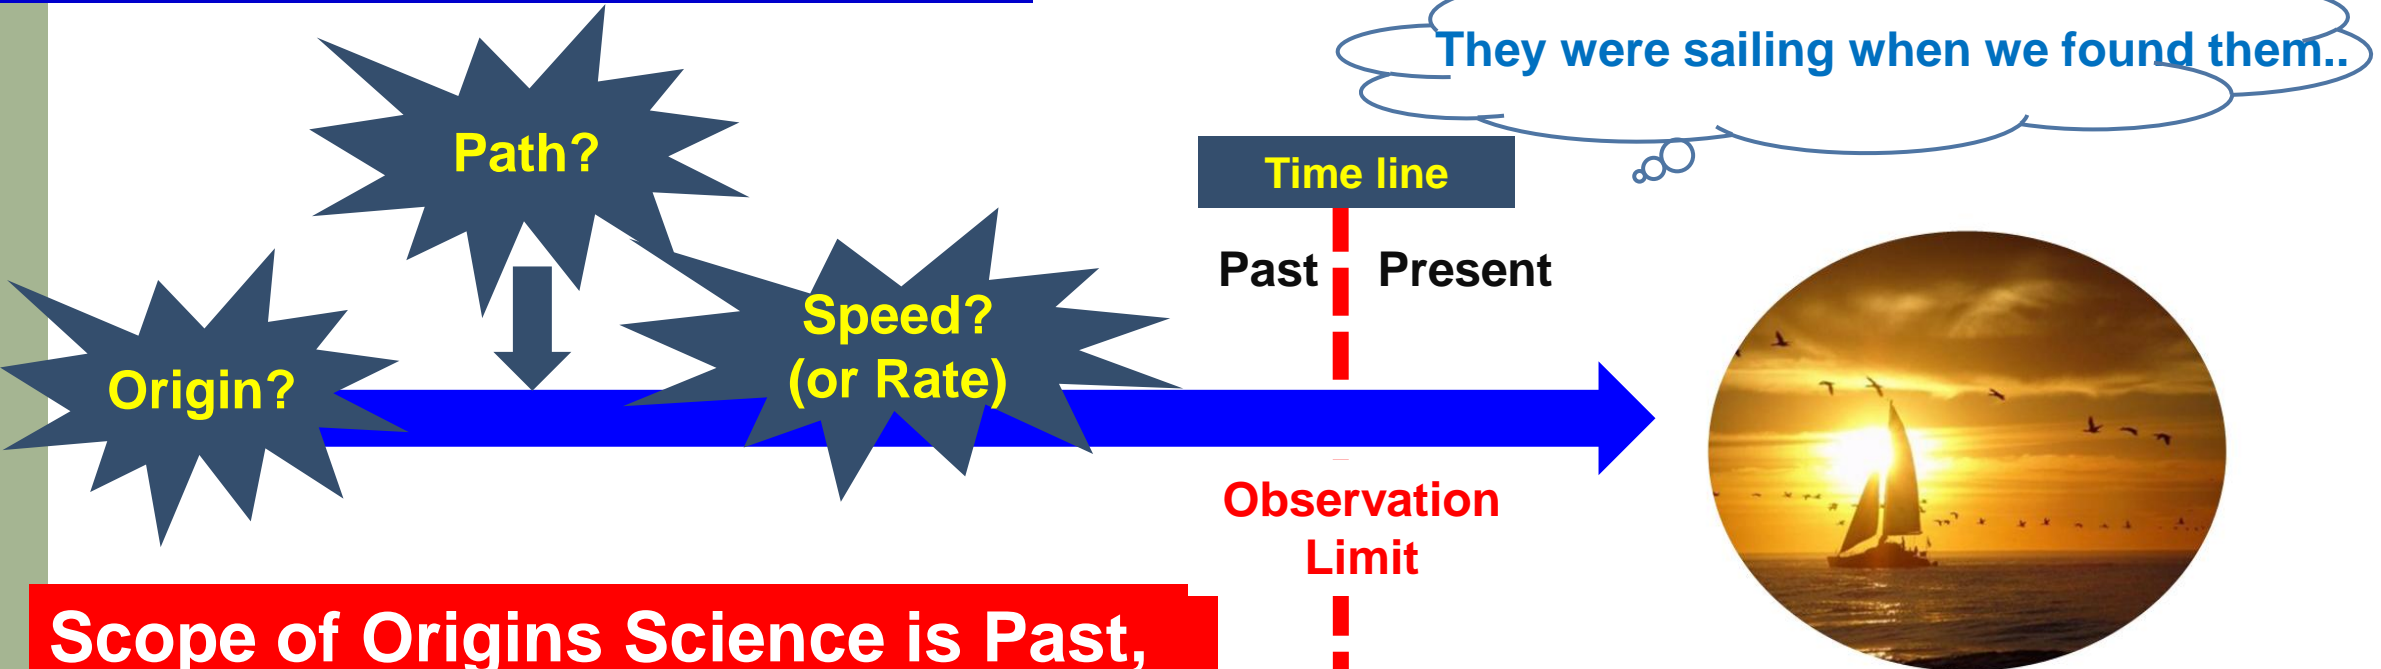 They were sailing when we found them..
Path?
Time line
Past
Present
Speed?
(or Rate)
Origin?
Observation
Limit
Scope of Origins Science is Past,